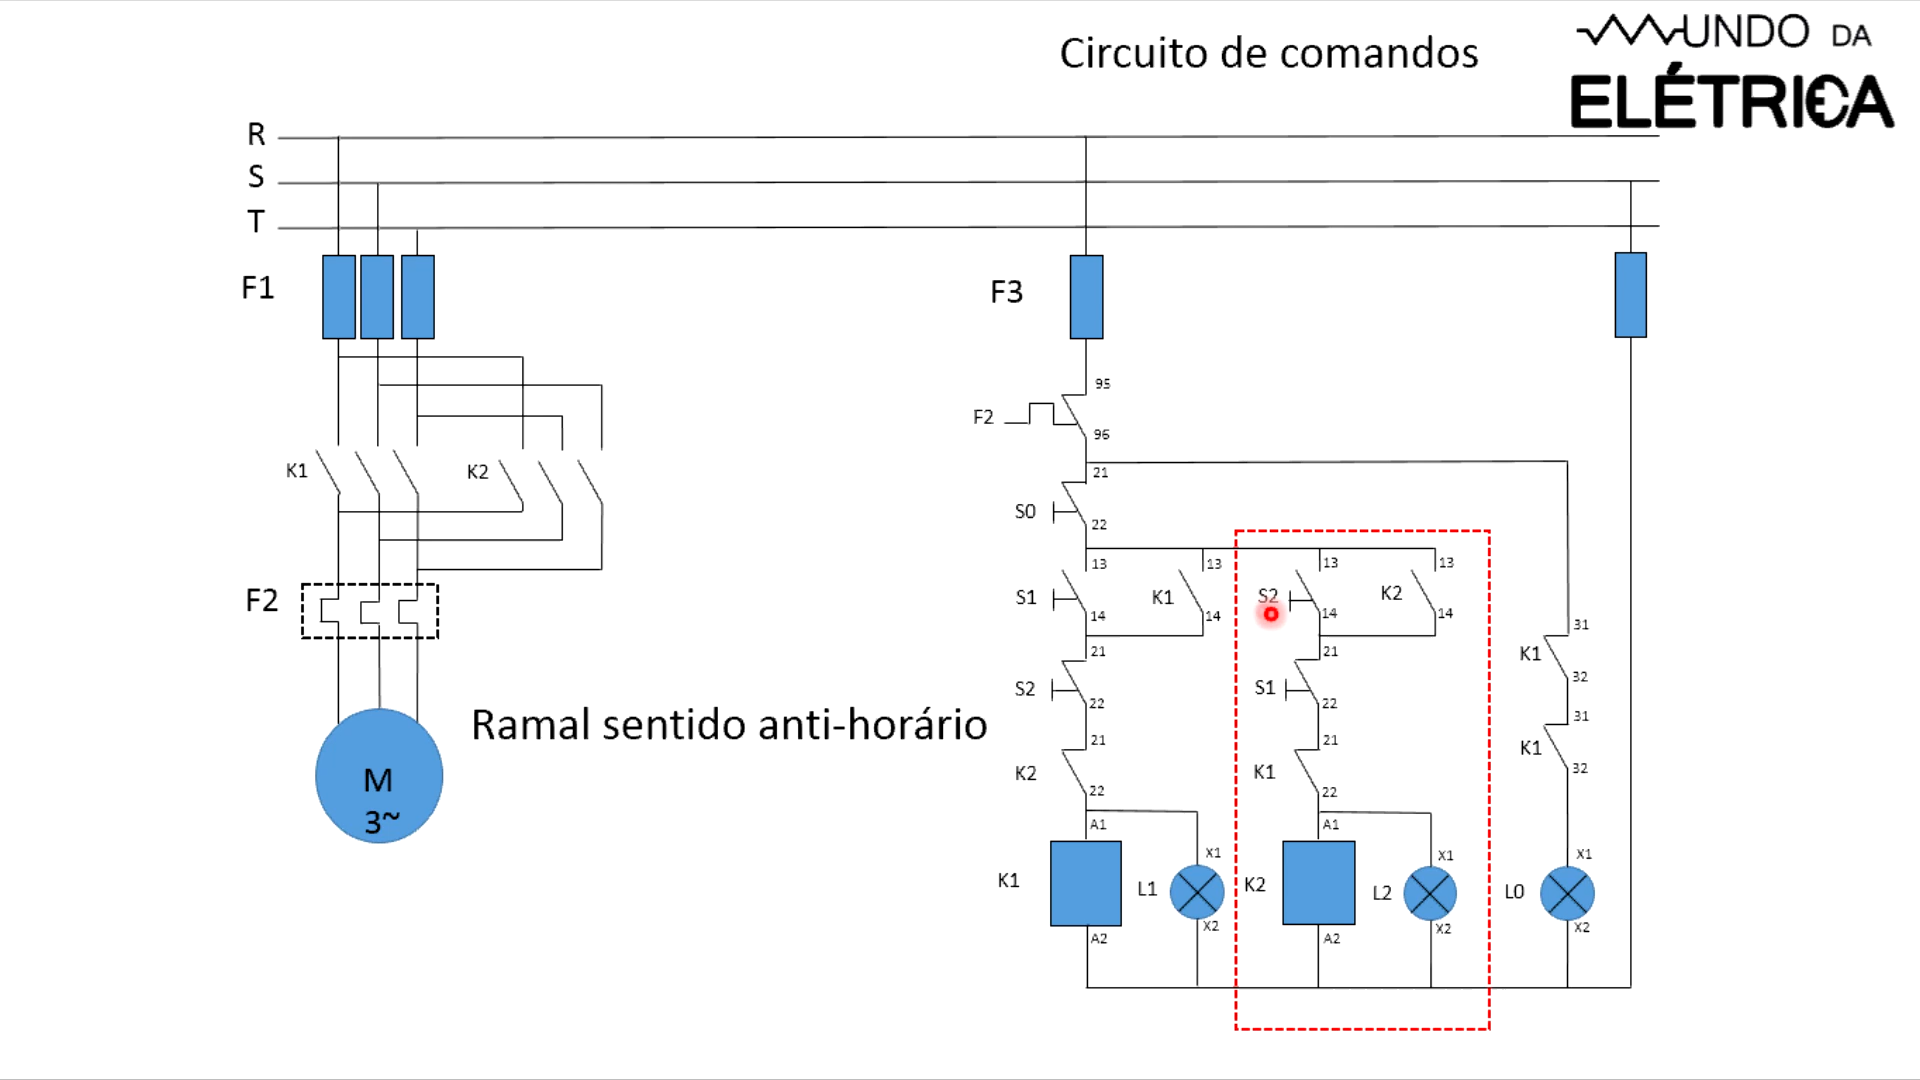 Circuito de comandos
MUNDO DA
ELÉTRICA
R
S
T
F1
F3
95
F2
96
K1
K2
21
S0
22
13
13
13
13
S1
K1
S2
K2
14
14
14
14
F2
31
K1
32
21
21
S2
S1
22
22
31
K1
32
Ramal sentido anti-horário
21
21
K2
K1
22
22
M
3~
A1
A1
X1
X1
X1
K1
L1
K2
L2
L0
X2
X2
X2
A2
A2